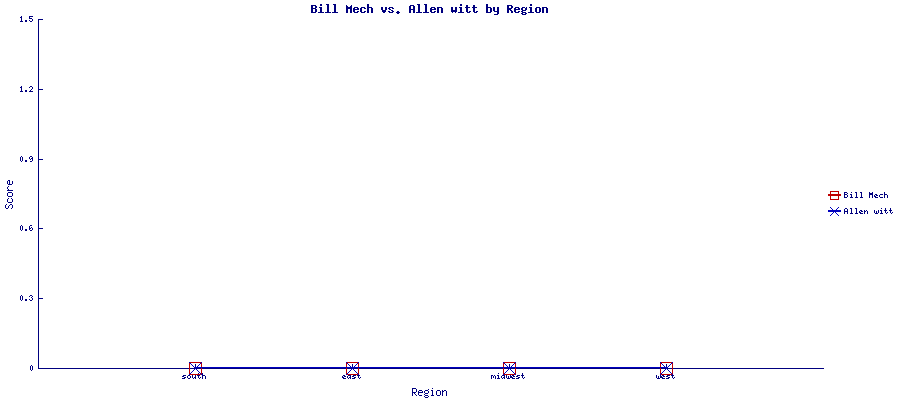 Bill Mech vs. Allen witt by Region
1.5
1.2
0.9
0.6
0.3
0
Score
south east midwest west
Region
Bill Mech
Allen witt